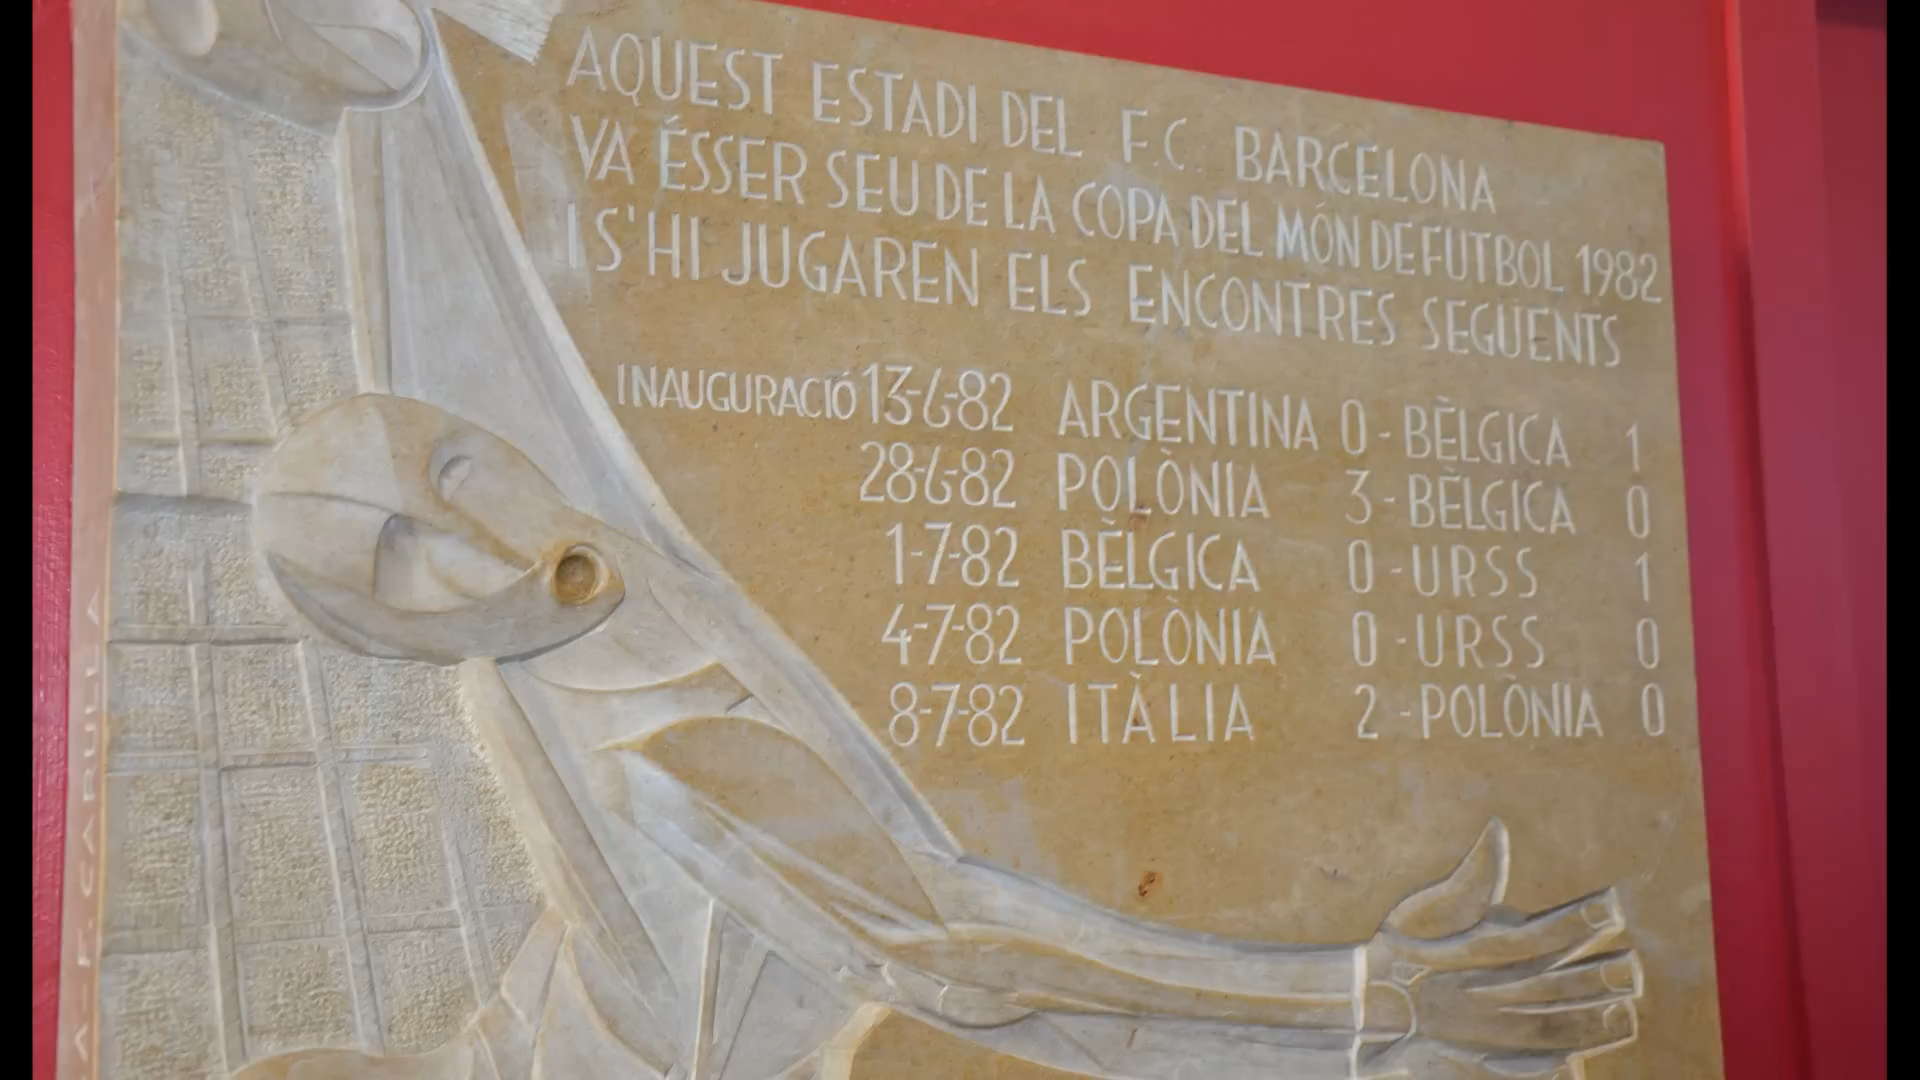 AQUEST ESTADI DEL F.C. BARCELONA
VA ÉSSER SEU DE LA COPA DEL MÓN DE FUTBOL 1982
I S'HI JUGAREN ELS ENCONTRES SEGÜENTS
INAUGURACIÓ 13-6-82 ARGENTINA 0 - BÈLGICA 1
28-6-82 POLÒNIA 3 - BÈLGICA 0
1-7-82 BÈLGICA 0 - URSS 1
4-7-82 POLÒNIA 0 - URSS 0
8-7-82 ITÀLIA 2 - POLÒNIA 0
A-F. CARULLA